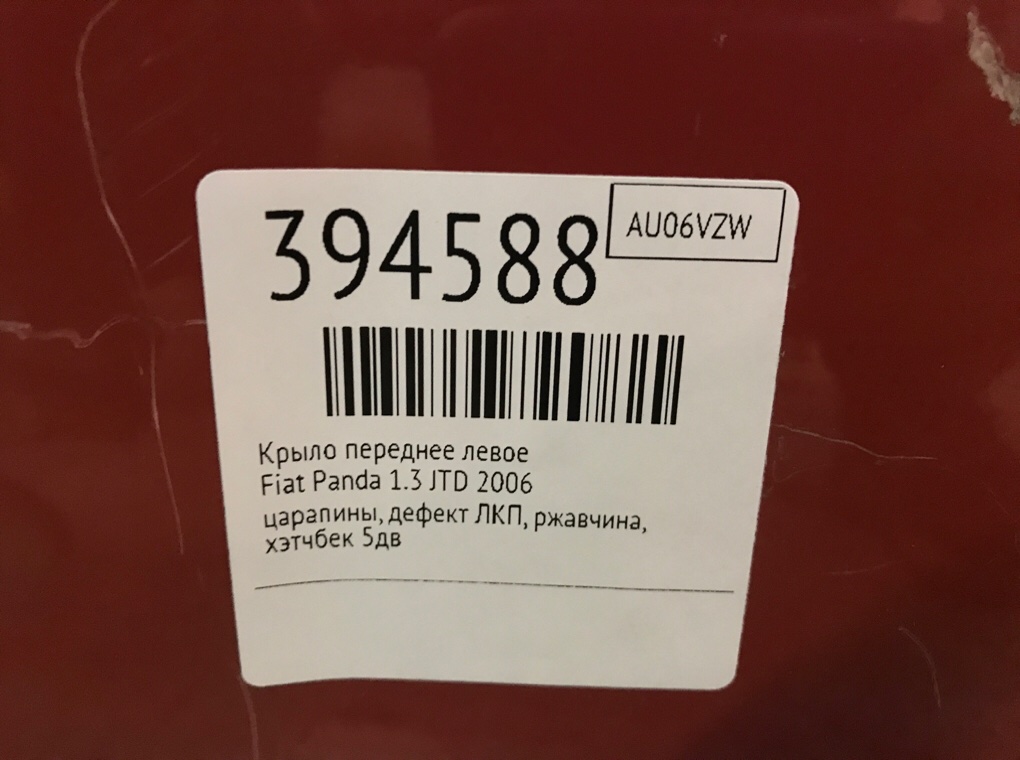 394588
AU06VZW
Крыло переднее левое
Fiat Panda 1.3 JTD 2006
царапины, дефект ЛКП, ржавчина,
хэтчбек 5дв